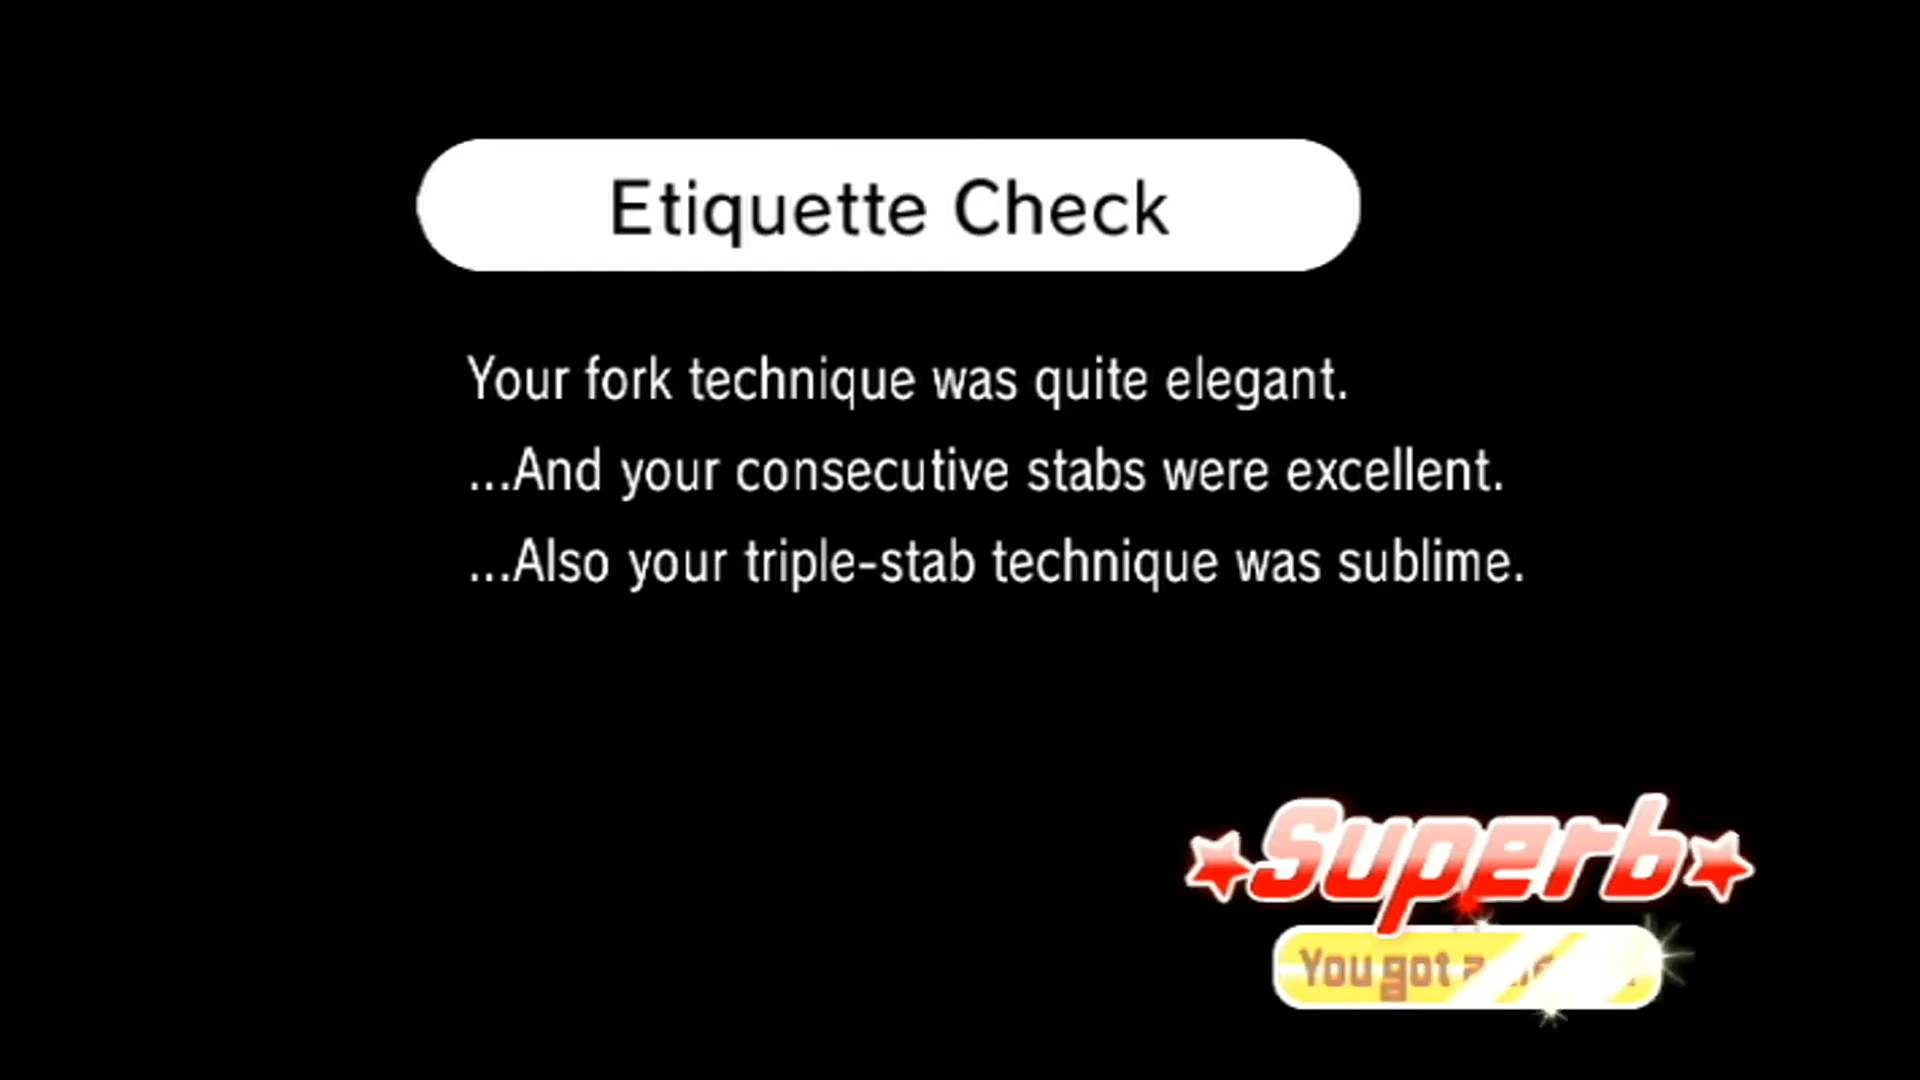 Etiquette Check
Your fork technique was quite elegant.
...And your consecutive stabs were excellent.
...Also your triple-stab technique was sublime.
Superb
You got a